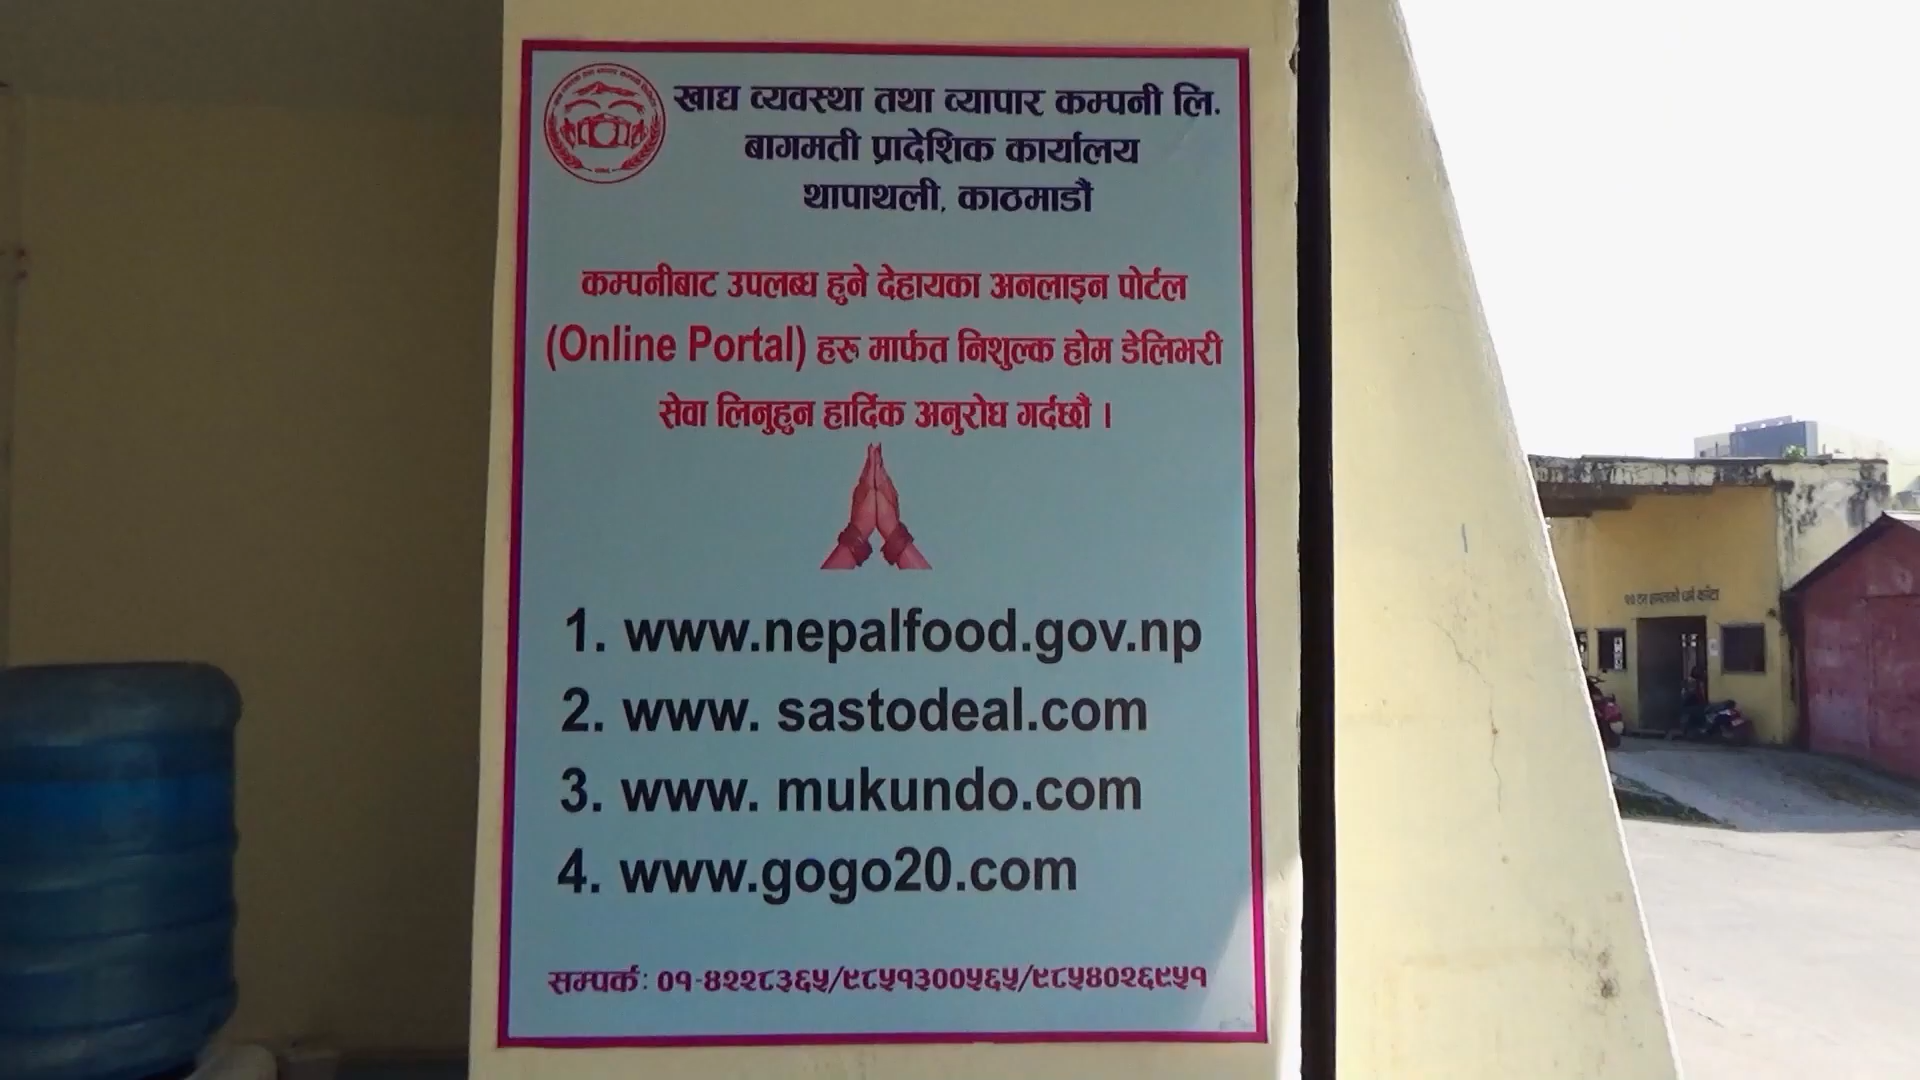 खाद्य व्यवस्था तथा व्यापार कम्पनी लि.
बागमती प्रादेशिक कार्यालय
थापाथली, काठमाडौं
कम्पनीबाट उपलब्ध हुने देहायका अनलाइन पोर्टल
(Online Portal) हरु मार्फत निशुल्क होम डेलिभरी
सेवा लिनुहुन हार्दिक अनुरोध गर्दछौं ।
1. www.nepalfood.gov.np
2. www. sastodeal.com
3. www. mukundo.com
4. www.gogo20.com
सम्पर्क: ०१-४२२८३६५/९८५१३००५६५/९८५४०२६९५१